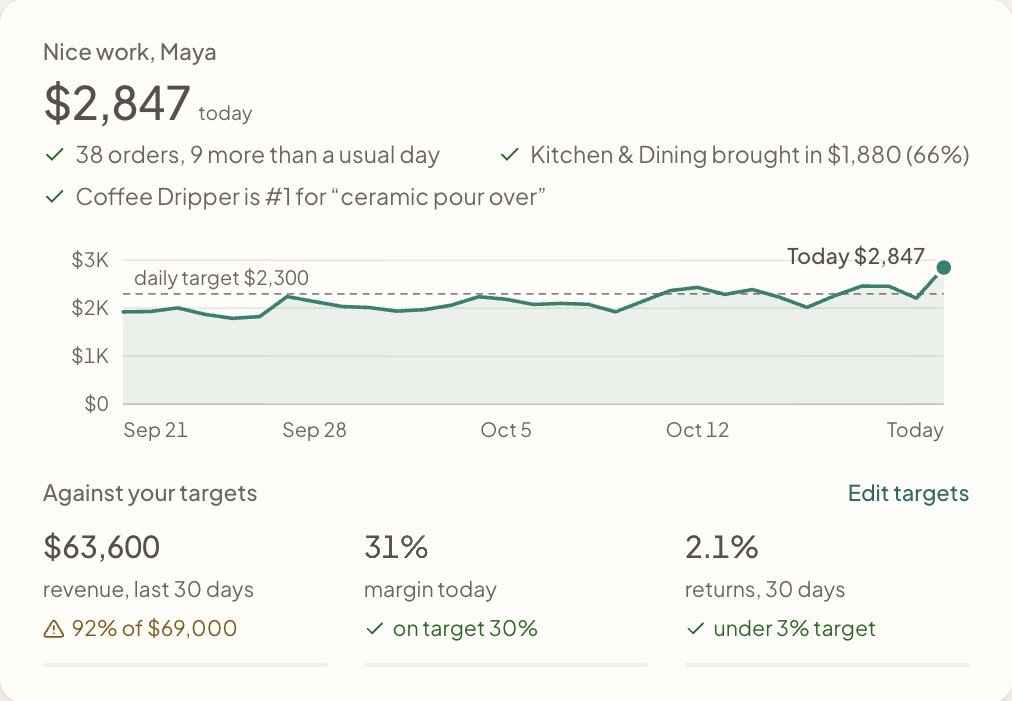 Nice work, Maya
$2,847 today
38 orders, 9 more than a usual day
Kitchen & Dining brought in $1,880 (66%)
Coffee Dripper is #1 for “ceramic pour over”
Today $2,847
$3K
daily target $2,300
$2K
$1K
$0
Sep 21 Sep 28 Oct 5 Oct 12 Today
Against your targets
Edit targets
$63,600
revenue, last 30 days
92% of $69,000
31%
margin today
on target 30%
2.1%
returns, 30 days
under 3% target